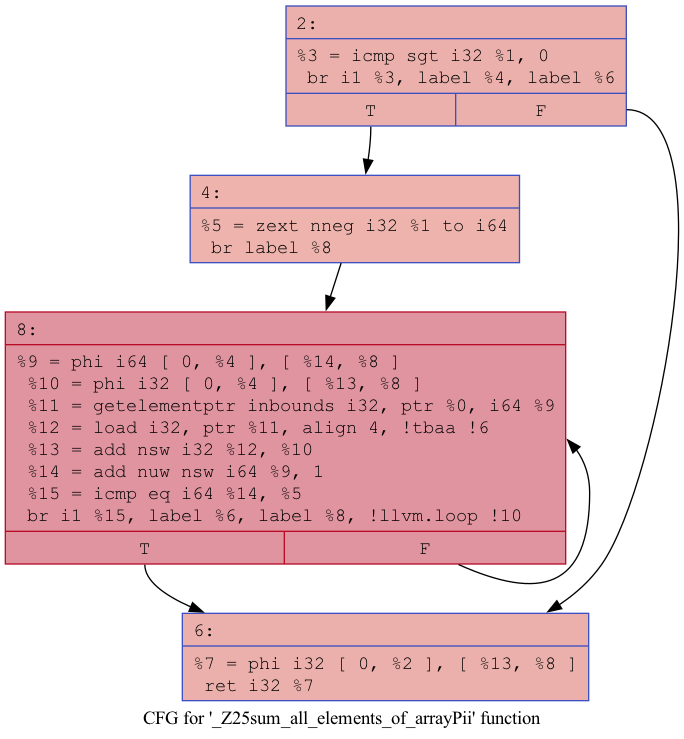 2:
%3 = icmp sgt i32 %1, 0
br i1 %3, label %4, label %6
T
F
4:
%5 = zext nneg i32 %1 to i64
br label %8
8:
%9 = phi i64 [ 0, %4 ], [ %14, %8 ]
%10 = phi i32 [ 0, %4 ], [ %13, %8 ]
%11 = getelementptr inbounds i32, ptr %0, i64 %9
%12 = load i32, ptr %11, align 4, !tbaa !6
%13 = add nsw i32 %12, %10
%14 = add nuw nsw i64 %9, 1
%15 = icmp eq i64 %14, %5
br i1 %15, label %6, label %8, !llvm.loop !10
T
F
6:
%7 = phi i32 [ 0, %2 ], [ %13, %8 ]
ret i32 %7
CFG for '_Z25sum_all_elements_of_arrayPii' function